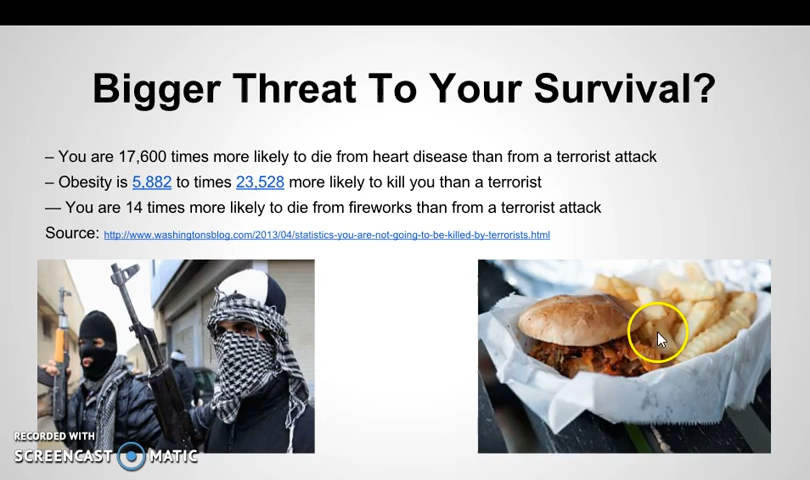 Bigger Threat To Your Survival?
– You are 17,600 times more likely to die from heart disease than from a terrorist attack
– Obesity is 5,882 to times 23,528 more likely to kill you than a terrorist
— You are 14 times more likely to die from fireworks than from a terrorist attack
Source: http://www.washingtonsblog.com/2013/04/statistics-you-are-not-going-to-be-killed-by-terrorists.html
RECORDED WITH
SCREENCAST MATIC